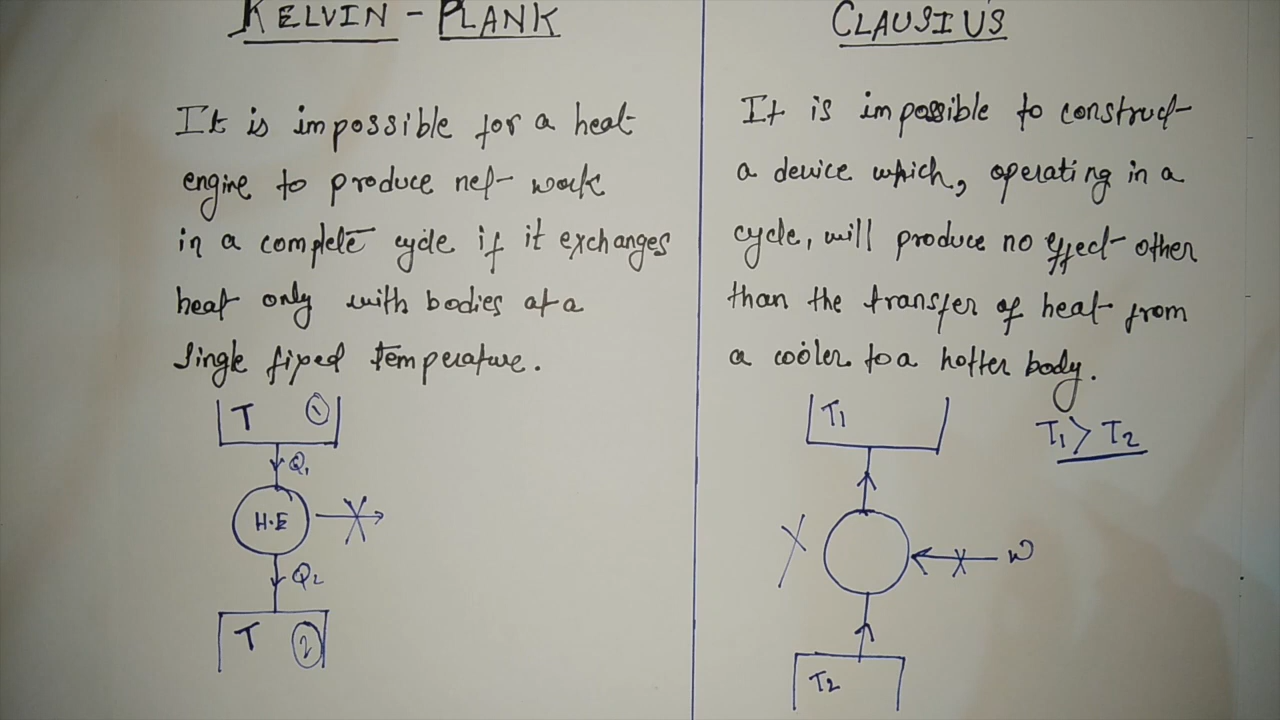 KELVIN - PLANK
It is impossible for a heat
engine to produce net work
in a complete cycle if it exchanges
heat only with bodies at a
single fixed temperature.
T 1
Q1
H.E
Q2
T 2
CLAUSIUS
It is impossible to construct
a device which, operating in a
cycle, will produce no effect other
than the transfer of heat from
a cooler to a hotter body.
T1
T1 > T2
W
T2